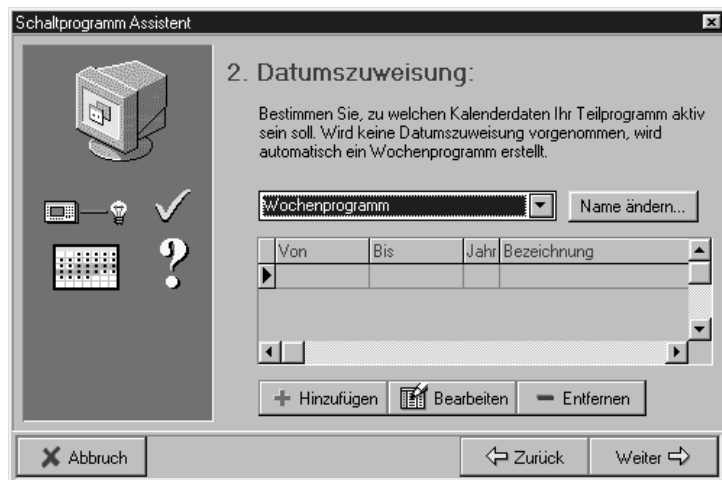 Schaltprogramm Assistent
2. Datumszuweisung:
Bestimmen Sie, zu welchen Kalenderdaten Ihr Teilprogramm aktiv
sein soll. Wird keine Datumszuweisung vorgenommen, wird
automatisch ein Wochenprogramm erstellt.
Wochenprogramm Name ändern...
Von Bis Jahr Bezeichnung
Hinzufügen Bearbeiten Entfernen
Abbruch Zurück Weiter